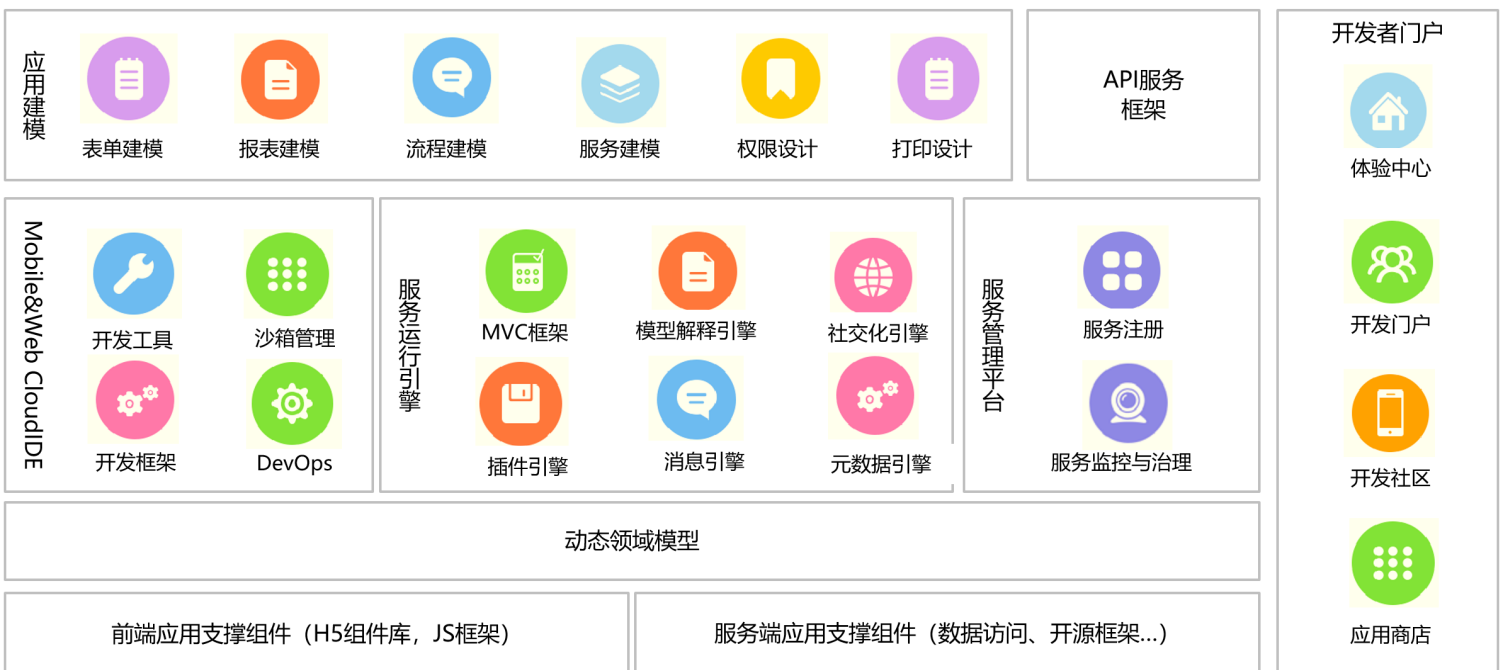 应用建模
表单建模
报表建模
流程建模
服务建模
权限设计
打印设计
API服务
框架
开发者门户
体验中心
开发门户
开发社区
应用商店
Mobile&Web CloudIDE
开发工具
沙箱管理
开发框架
DevOps
服务运行引擎
MVC框架
模型解释引擎
社交化引擎
插件引擎
消息引擎
元数据引擎
服务管理平台
服务注册
服务监控与治理
动态领域模型
前端应用支撑组件（H5组件库，JS框架）
服务端应用支撑组件（数据访问、开源框架...）